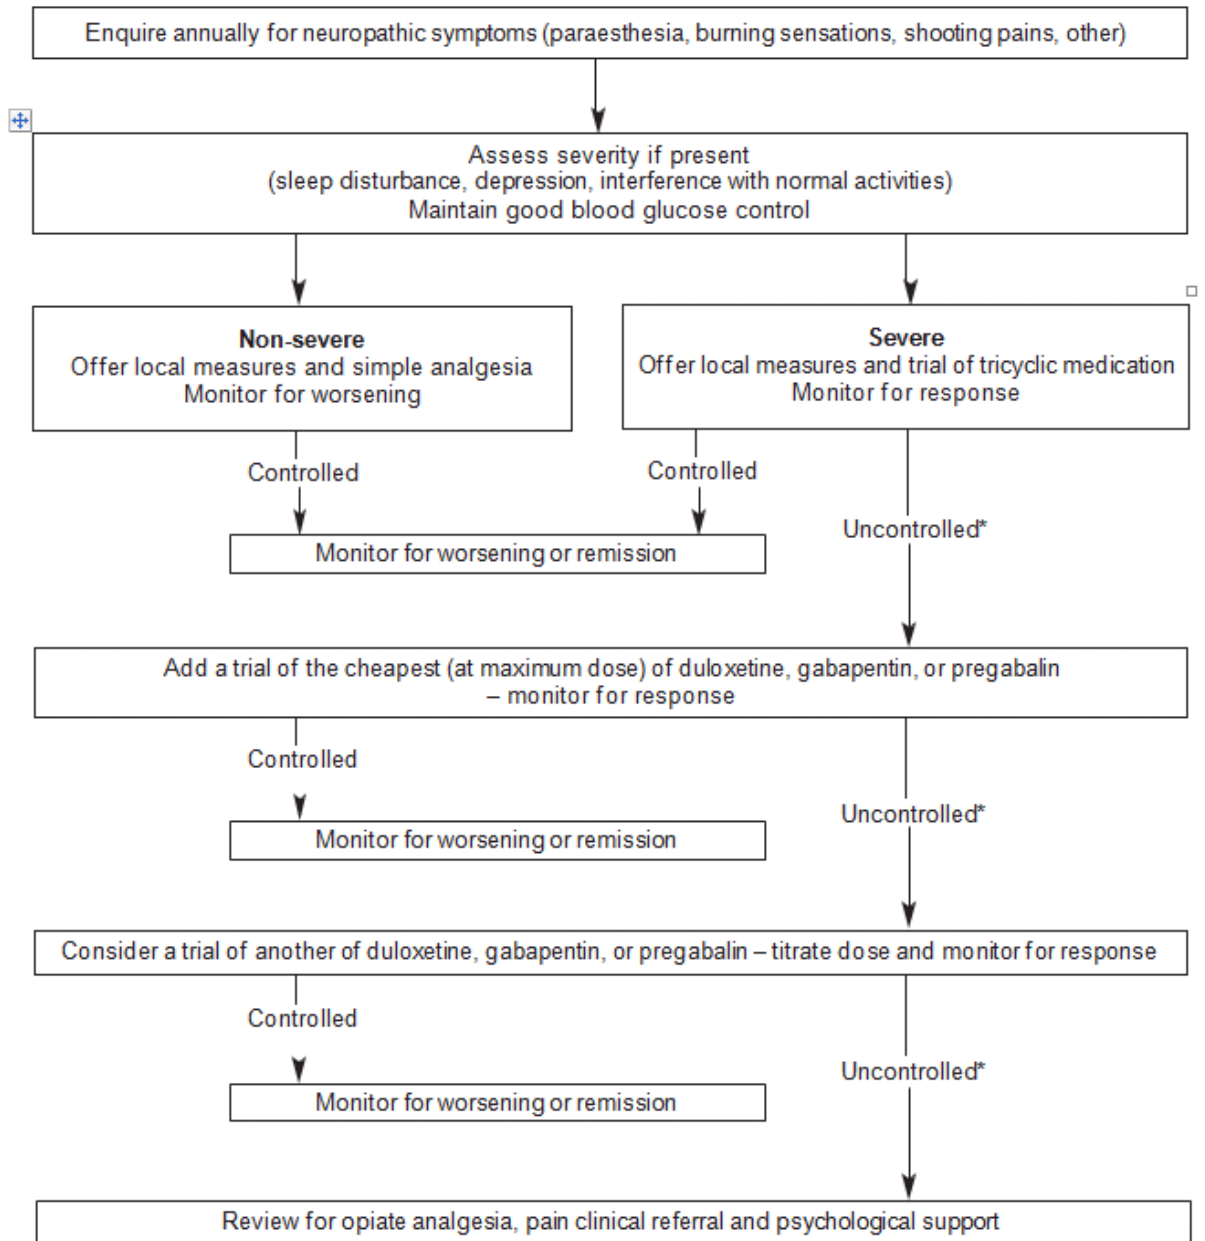 Enquire annually for neuropathic symptoms (paraesthesia, burning sensations, shooting pains, other)
Assess severity if present
(sleep disturbance, depression, interference with normal activities)
Maintain good blood glucose control
Non-severe
Offer local measures and simple analgesia
Monitor for worsening
Severe
Offer local measures and trial of tricyclic medication
Monitor for response
Controlled
Controlled
Uncontrolled*
Monitor for worsening or remission
Add a trial of the cheapest (at maximum dose) of duloxetine, gabapentin, or pregabalin
– monitor for response
Controlled
Uncontrolled*
Monitor for worsening or remission
Consider a trial of another of duloxetine, gabapentin, or pregabalin – titrate dose and monitor for response
Controlled
Uncontrolled*
Monitor for worsening or remission
Review for opiate analgesia, pain clinical referral and psychological support